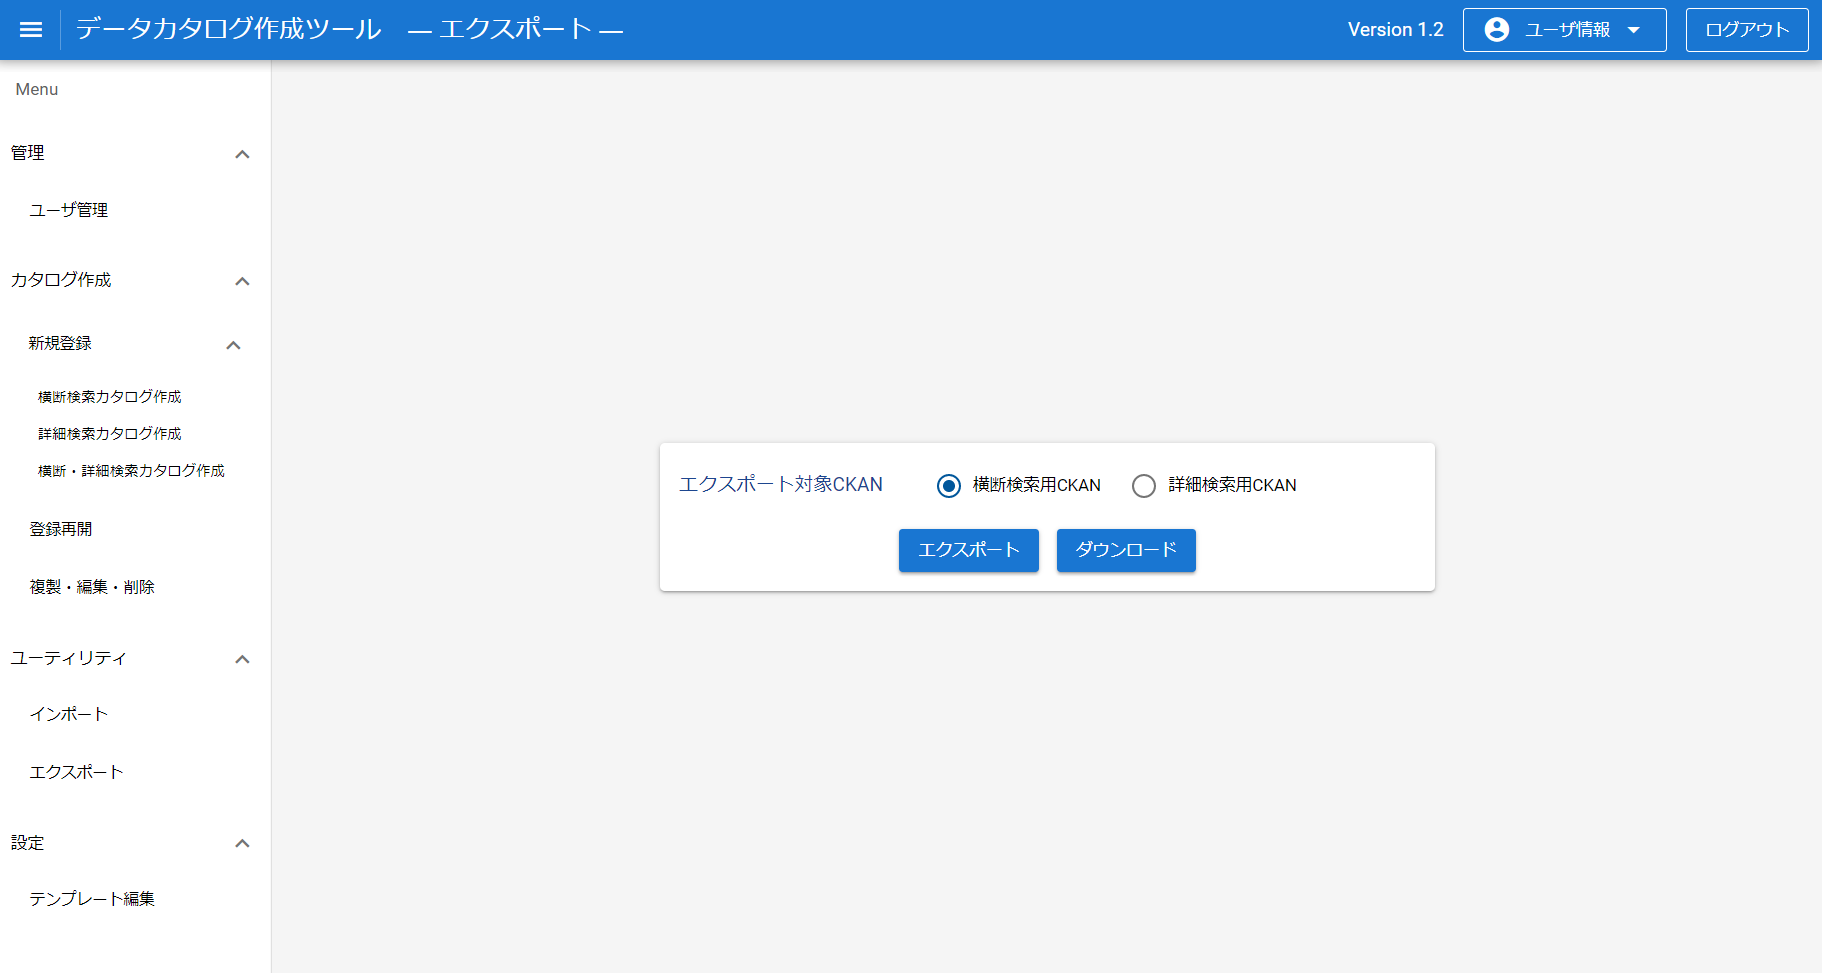 データカタログ作成ツール　— エクスポート —
Version 1.2
ユーザ情報
ログアウト
Menu
管理
ユーザ管理
カタログ作成
新規登録
横断検索カタログ作成
詳細検索カタログ作成
横断・詳細検索カタログ作成
登録再開
複製・編集・削除
ユーティリティ
インポート
エクスポート
設定
テンプレート編集
エクスポート対象CKAN
横断検索用CKAN
詳細検索用CKAN
エクスポート
ダウンロード